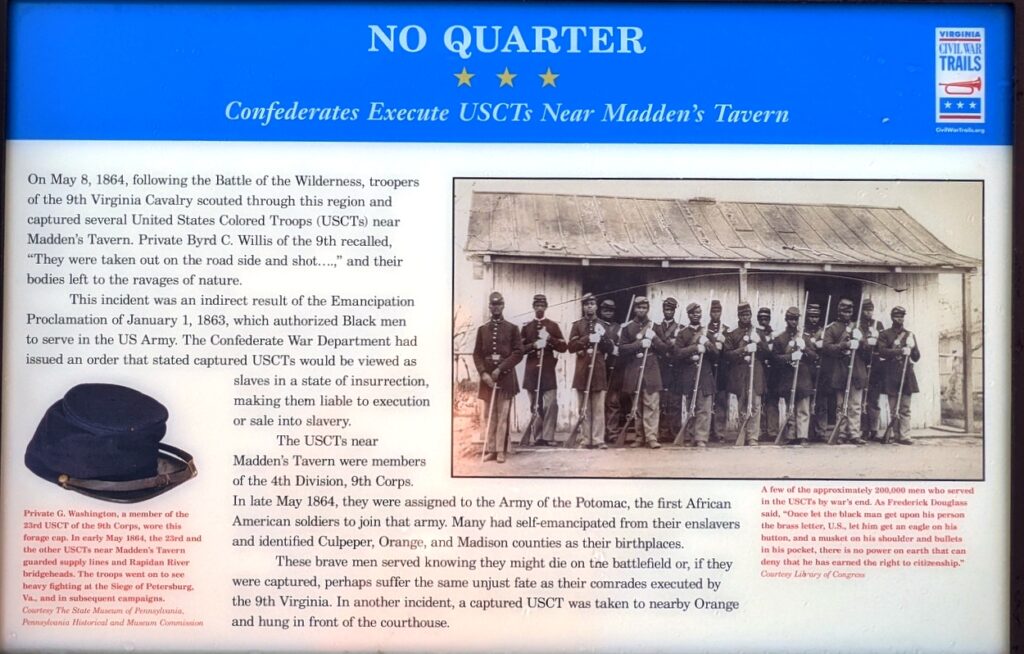 NO QUARTER
Confederates Execute USCTs Near Madden's Tavern
VIRGINIA
CIVIL WAR
TRAILS
CivilWarTrails.org
On May 8, 1864, following the Battle of the Wilderness, troopers
of the 9th Virginia Cavalry scouted through this region and
captured several United States Colored Troops (USCTs) near
Madden's Tavern. Private Byrd C. Willis of the 9th recalled,
"They were taken out on the road side and shot….," and their
bodies left to the ravages of nature.
This incident was an indirect result of the Emancipation
Proclamation of January 1, 1863, which authorized Black men
to serve in the US Army. The Confederate War Department had
issued an order that stated captured USCTs would be viewed as
slaves in a state of insurrection,
making them liable to execution
or sale into slavery.
The USCTs near
Madden's Tavern were members
of the 4th Division, 9th Corps.
In late May 1864, they were assigned to the Army of the Potomac, the first African
American soldiers to join that army. Many had self-emancipated from their enslavers
and identified Culpeper, Orange, and Madison counties as their birthplaces.
These brave men served knowing they might die on the battlefield or, if they
were captured, perhaps suffer the same unjust fate as their comrades executed by
the 9th Virginia. In another incident, a captured USCT was taken to nearby Orange
and hung in front of the courthouse.
Private G. Washington, a member of the
23rd USCT of the 9th Corps, wore this
forage cap. In early May 1864, the 23rd and
the other USCTs near Madden's Tavern
guarded supply lines and Rapidan River
bridgeheads. The troops went on to see
heavy fighting at the Siege of Petersburg,
Va., and in subsequent campaigns.
Courtesy The State Museum of Pennsylvania,
Pennsylvania Historical and Museum Commission
A few of the approximately 200,000 men who served
in the USCTs by war's end. As Frederick Douglass
said, "Once let the black man get upon his person
the brass letter, U.S., let him get an eagle on his
button, and a musket on his shoulder and bullets
in his pocket, there is no power on earth that can
deny that he has earned the right to citizenship."
Courtesy Library of Congress